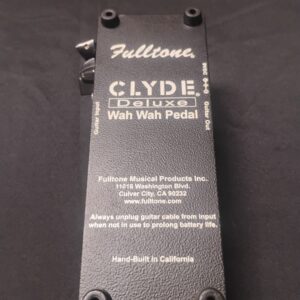 Fulltone®
CLYDE®
Deluxe
Wah Wah Pedal
Guitar Input
Guitar Out
Fulltone Musical Products Inc.
11018 Washington Blvd.
Culver City, CA 90232
www.fulltone.com
Always unplug guitar cable from input
when not in use to prolong battery life.
Hand-Built in California